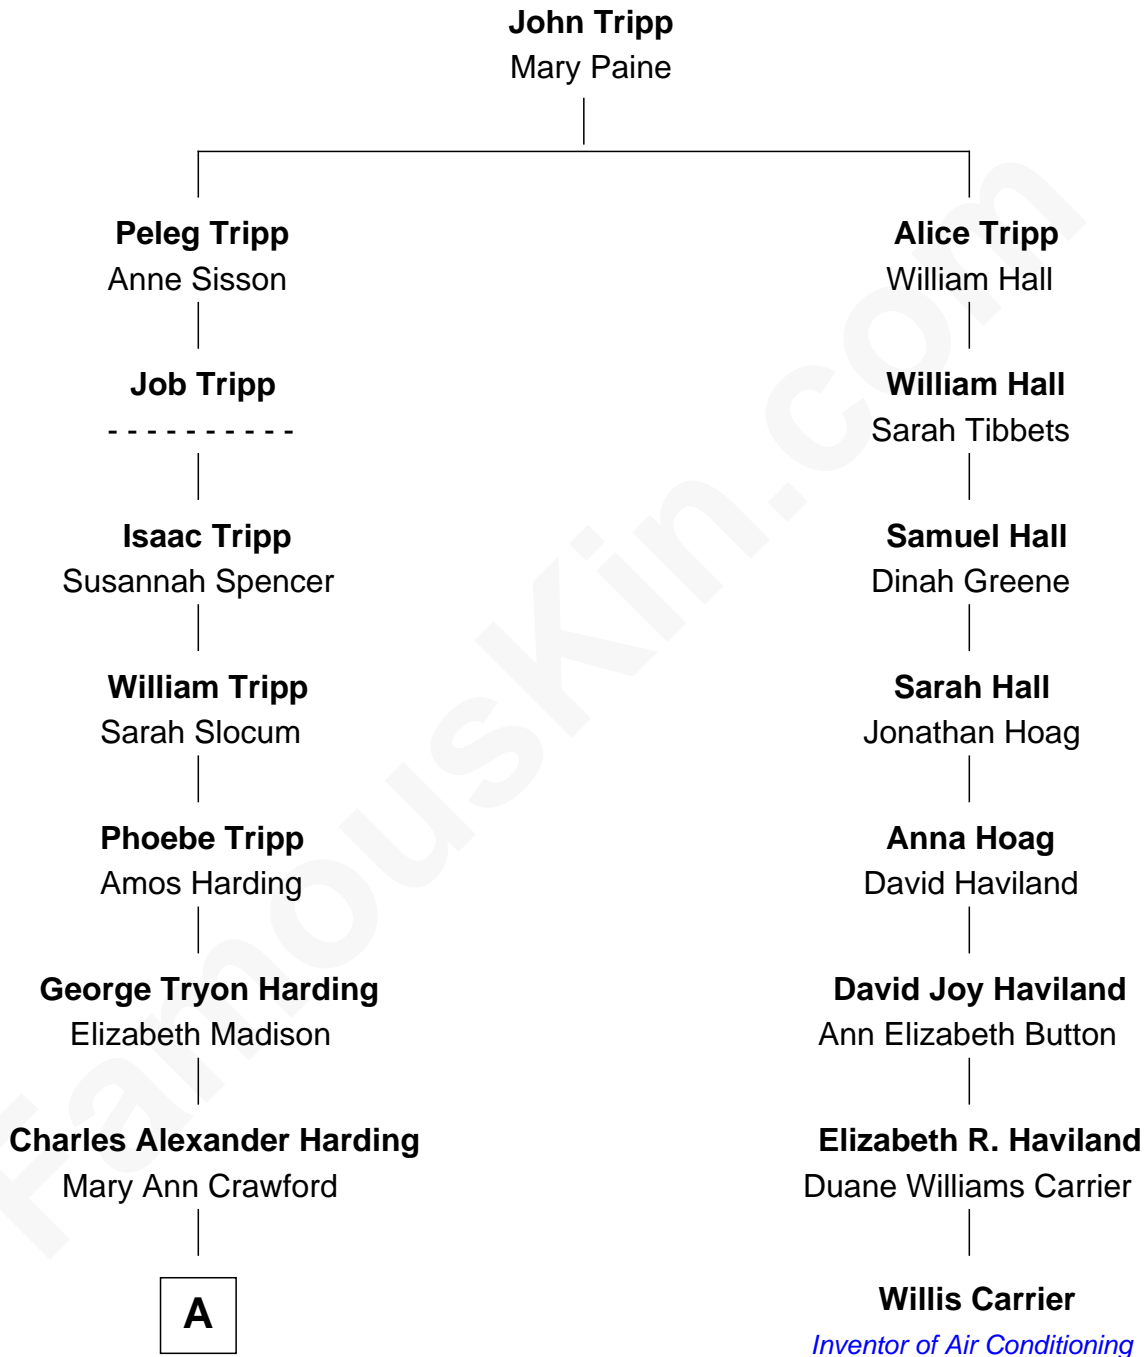 John Tripp
Mary Paine
Peleg Tripp
Anne Sisson
Job Tripp
- - - - - - - - - -
Isaac Tripp
Susannah Spencer
William Tripp
Sarah Slocum
Phoebe Tripp
Amos Harding
George Tryon Harding
Elizabeth Madison
Charles Alexander Harding
Mary Ann Crawford
A
Alice Tripp
William Hall
William Hall
Sarah Tibbets
Samuel Hall
Dinah Greene
Sarah Hall
Jonathan Hoag
Anna Hoag
David Haviland
David Joy Haviland
Ann Elizabeth Button
Elizabeth R. Haviland
Duane Williams Carrier
Willis Carrier
Inventor of Air Conditioning
FamousKin.com